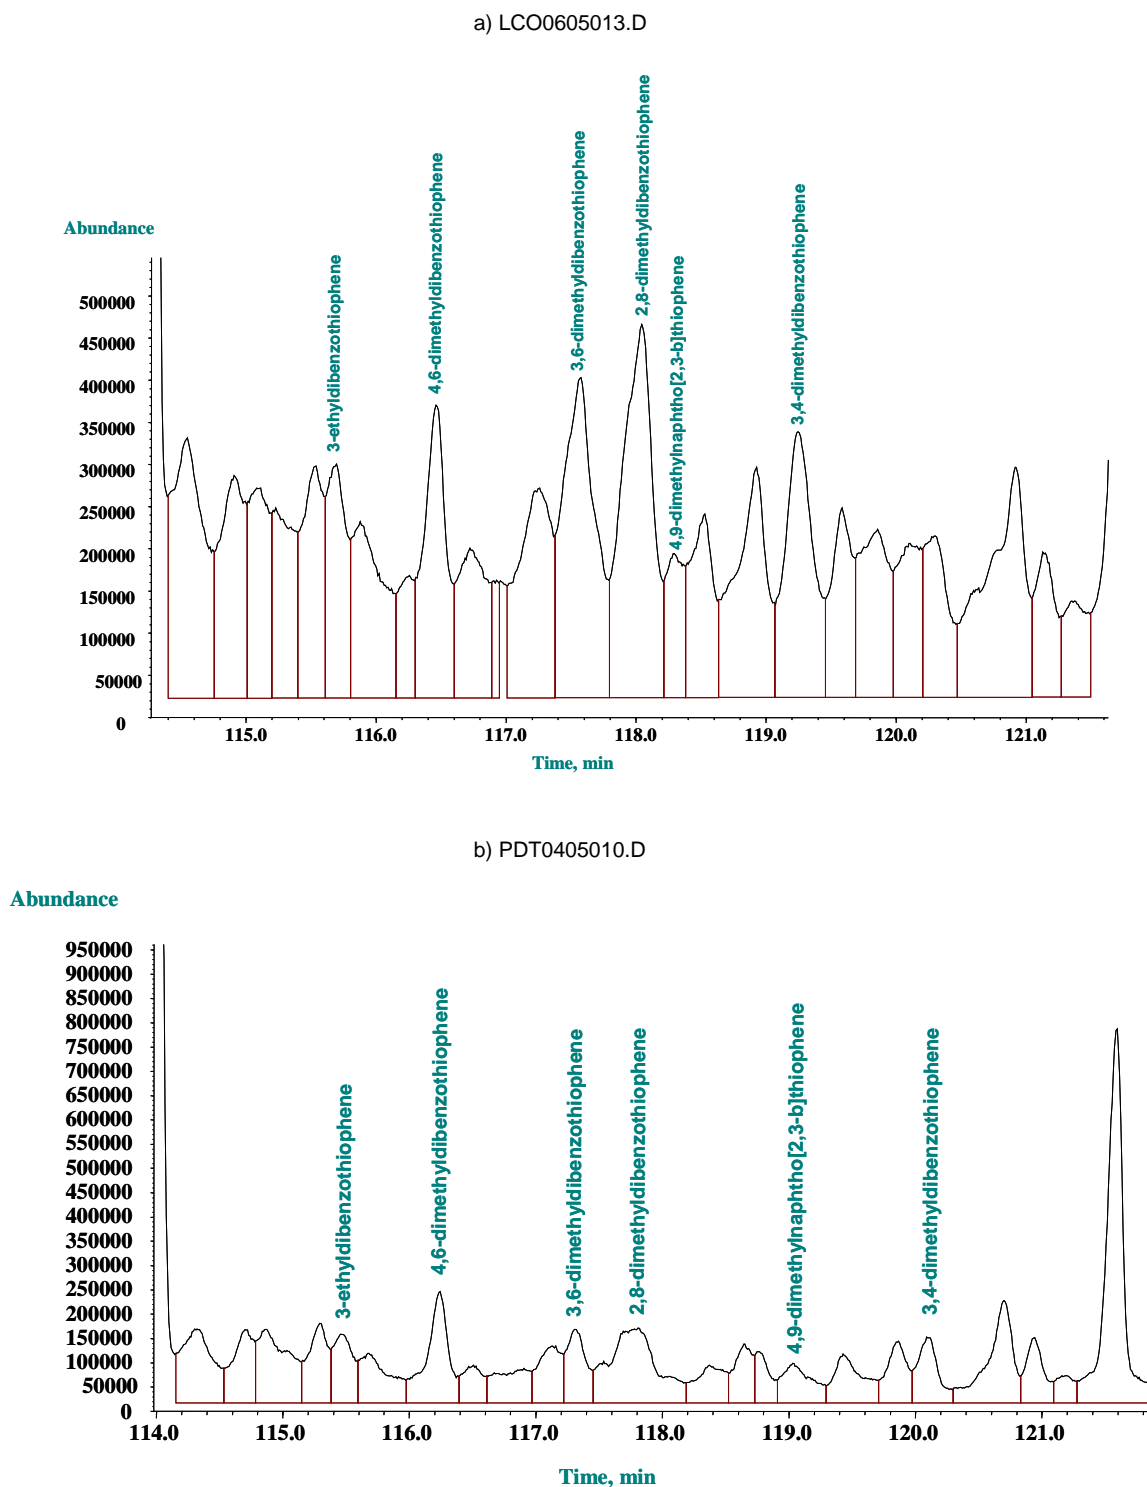 a) LCO0605013.D
Abundance
3-ethyldibenzothiophene
4,6-dimethyldibenzothiophene
3,6-dimethyldibenzothiophene
2,8-dimethyldibenzothiophene
4,9-dimethylnaphtho[2,3-b]thiophene
3,4-dimethyldibenzothiophene
500000
450000
400000
350000
300000
250000
200000
150000
100000
50000
0
115.0 116.0 117.0 118.0 119.0 120.0 121.0
Time, min
b) PDT0405010.D
Abundance
3-ethyldibenzothiophene
4,6-dimethyldibenzothiophene
3,6-dimethyldibenzothiophene
2,8-dimethyldibenzothiophene
4,9-dimethylnaphtho[2,3-b]thiophene
3,4-dimethyldibenzothiophene
950000
900000
850000
800000
750000
700000
650000
600000
550000
500000
450000
400000
350000
300000
250000
200000
150000
100000
50000
0
114.0 115.0 116.0 117.0 118.0 119.0 120.0 121.0
Time, min